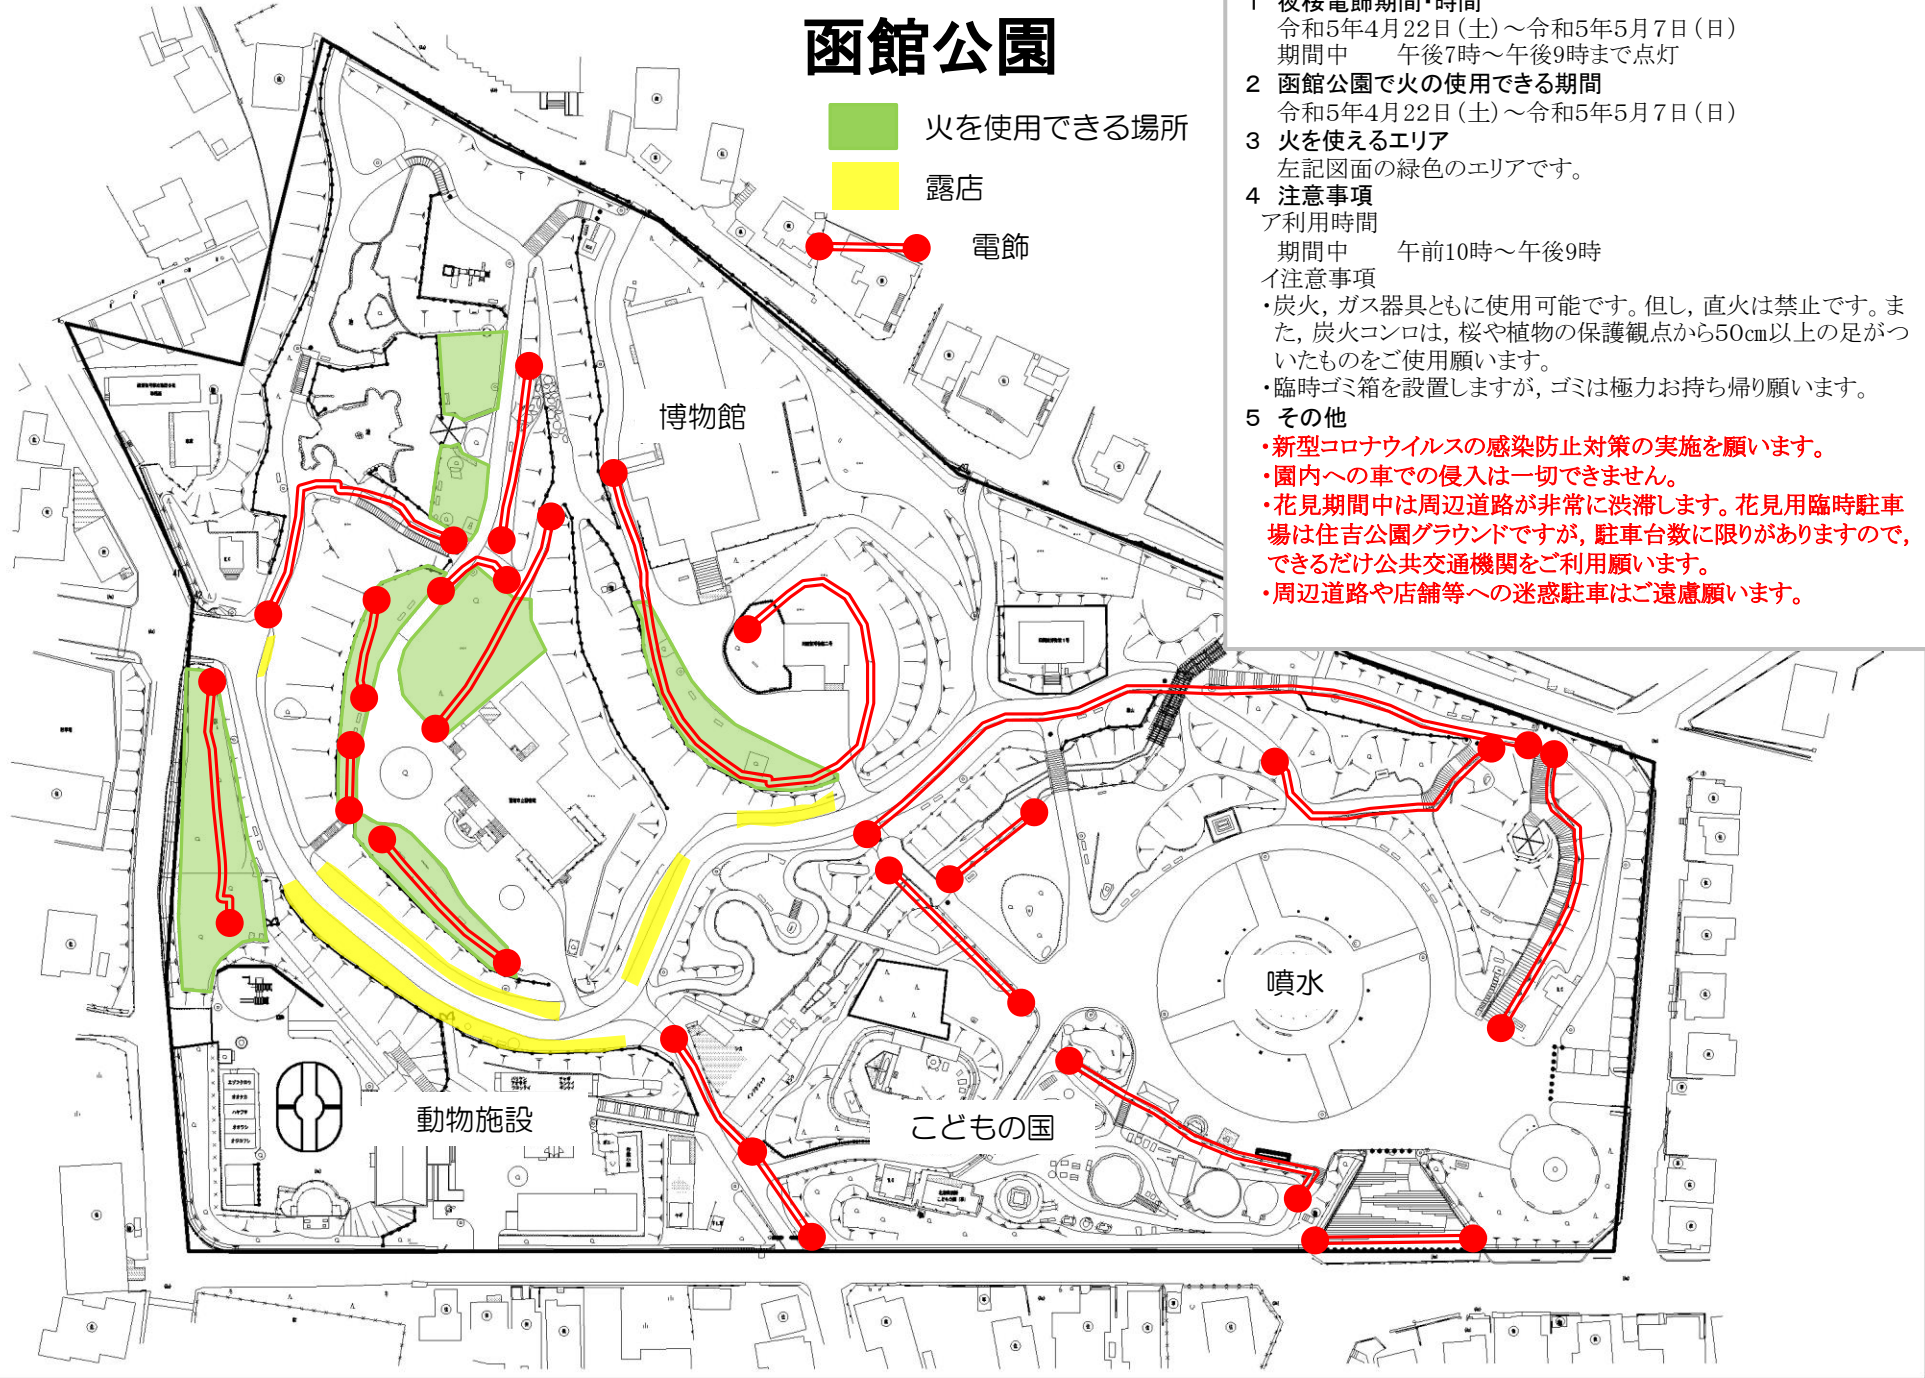 函館公園
火を使用できる場所
露店
電飾
1 夜桜電飾期間・時間
令和5年4月22日(土)～令和5年5月7日(日)
期間中　午後7時～午後9時まで点灯
2 函館公園で火の使用できる期間
令和5年4月22日(土)～令和5年5月7日(日)
3 火を使えるエリア
左記図面の緑色のエリアです。
4 注意事項
ア利用時間
期間中　午前10時～午後9時
イ注意事項
・炭火，ガス器具ともに使用可能です。但し，直火は禁止です。ま
た，炭火コンロは，桜や植物の保護観点から50cm以上の足がつ
いたものをご使用願います。
・臨時ゴミ箱を設置しますが，ゴミは極力お持ち帰り願います。
5 その他
・新型コロナウイルスの感染防止対策の実施を願います。
・園内への車での侵入は一切できません。
・花見期間中は周辺道路が非常に渋滞します。花見用臨時駐車
場は住吉公園グラウンドですが，駐車台数に限りがありますので，
できるだけ公共交通機関をご利用願います。
・周辺道路や店舗等への迷惑駐車はご遠慮願います。
博物館
噴水
動物施設
こどもの国